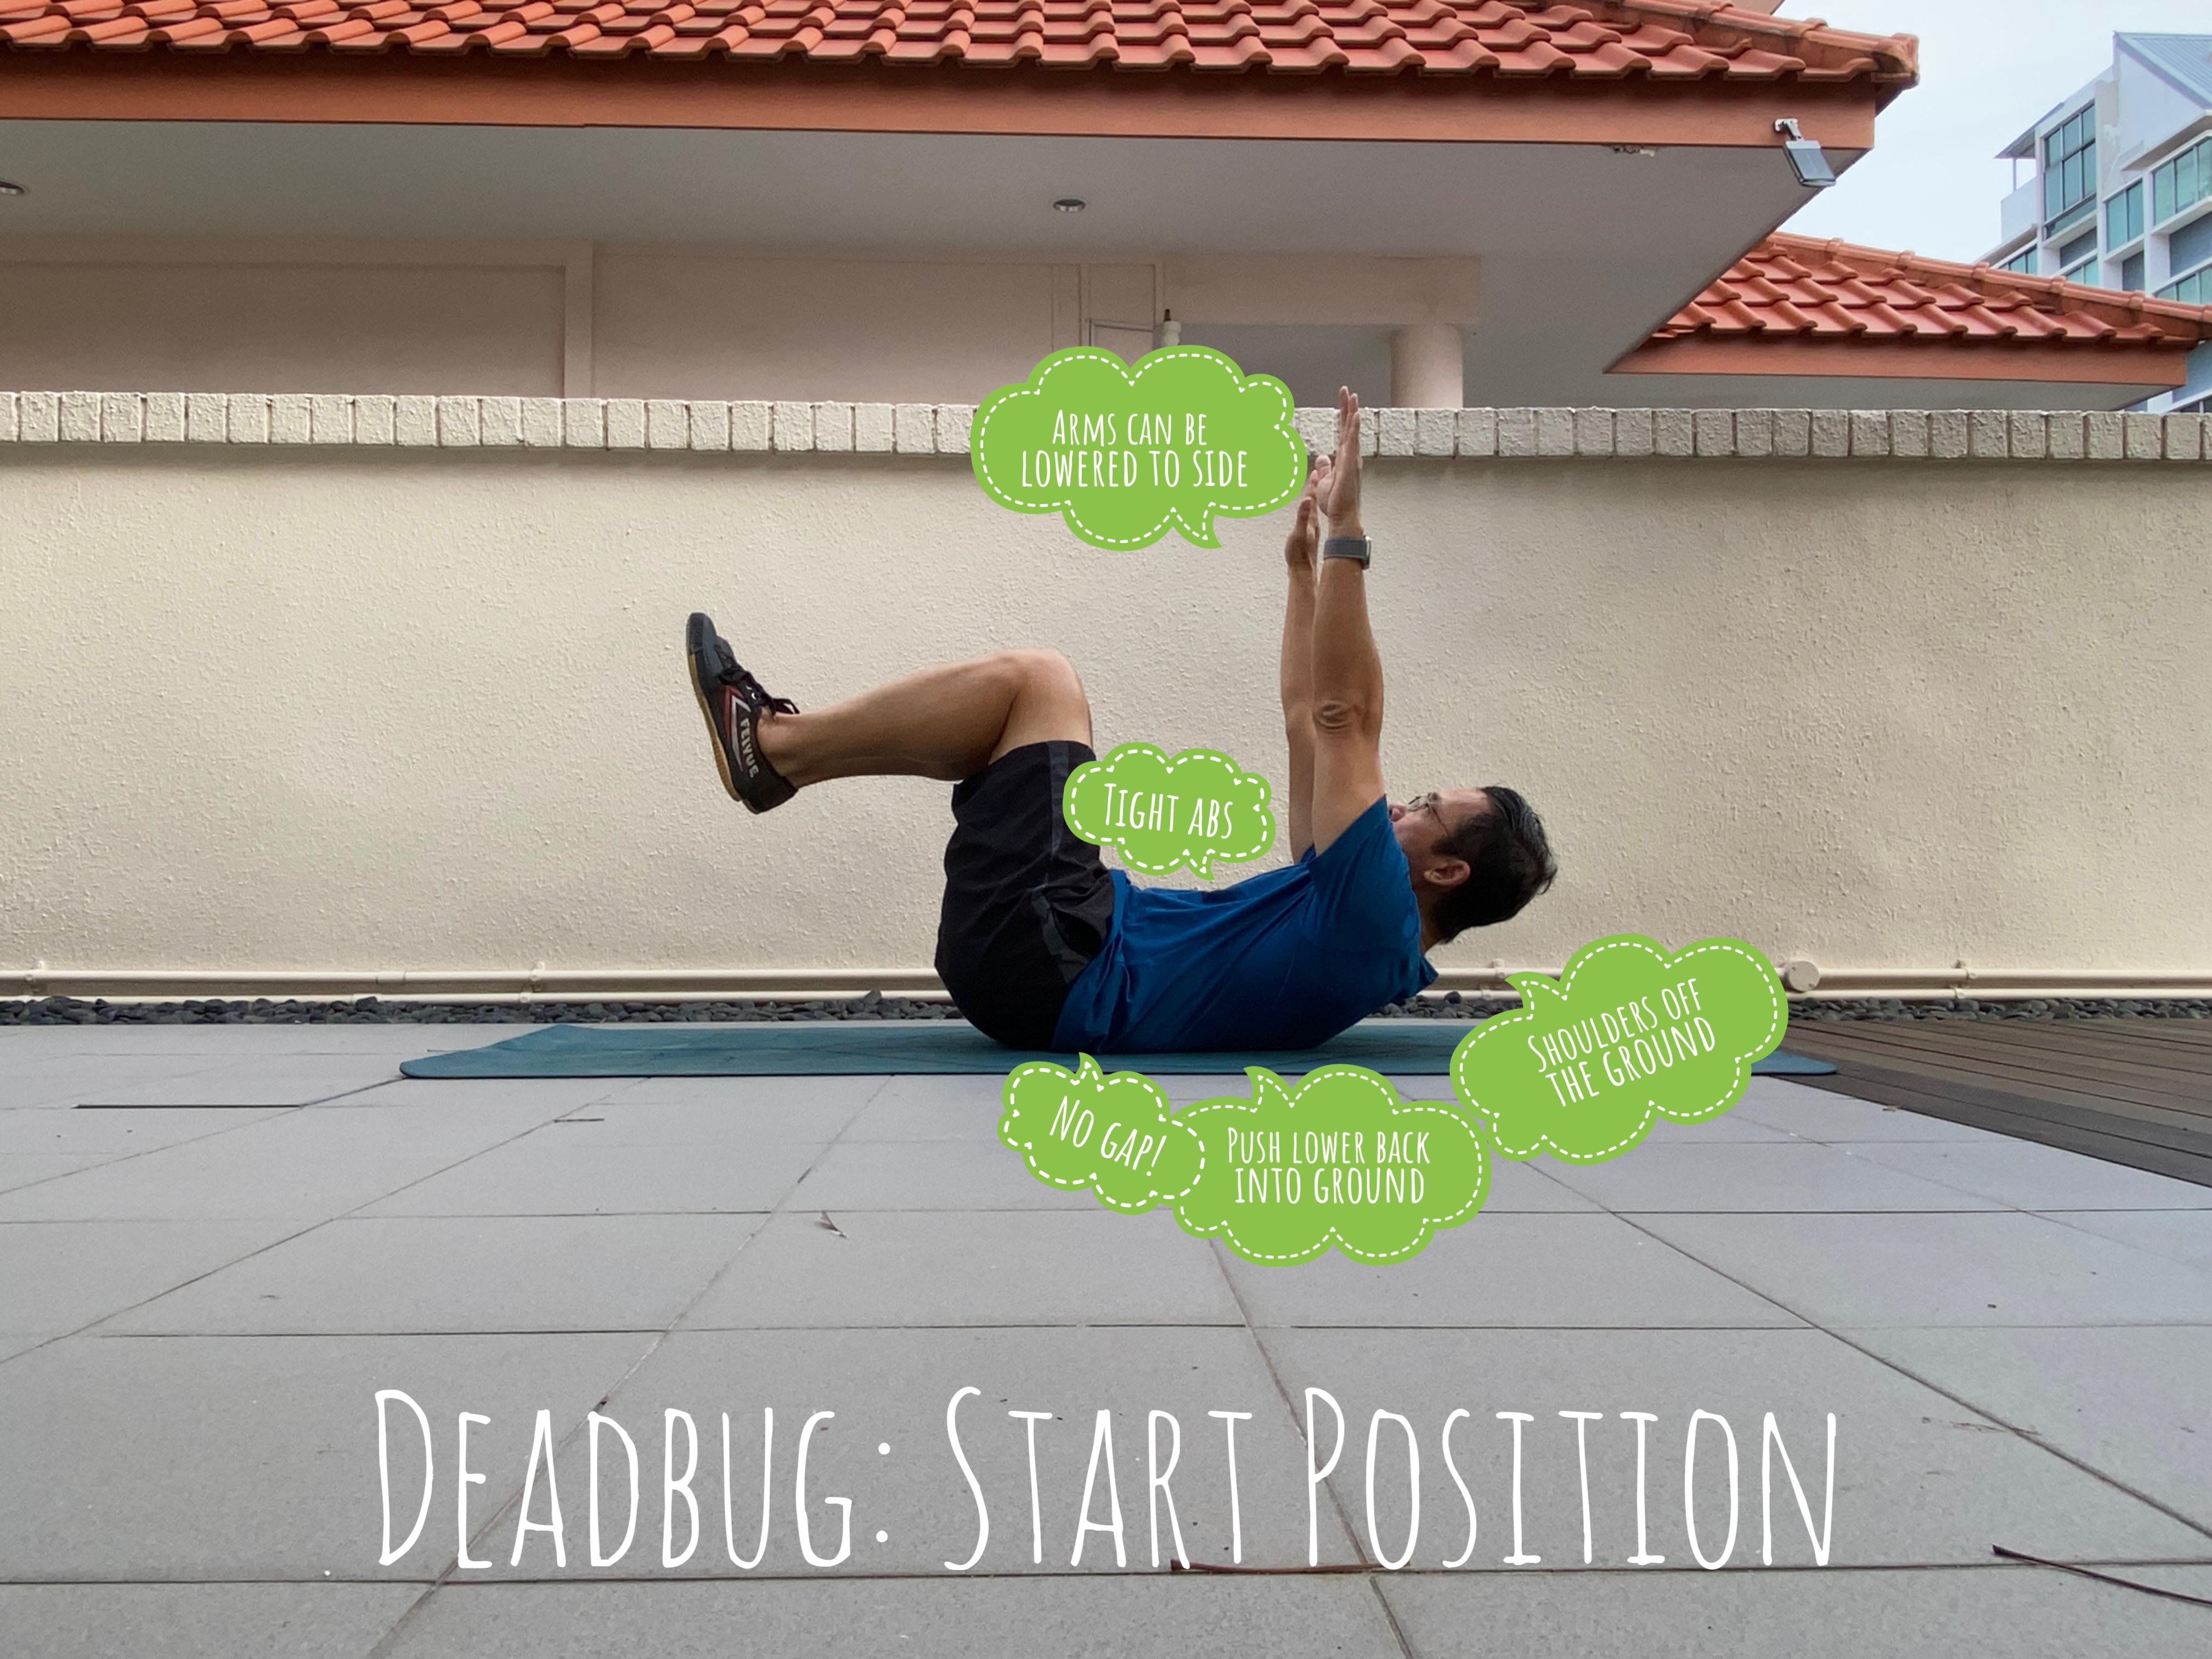 Arms can be
lowered to side
FEIYUE
Tight abs
Shoulders off
the ground
No gap!
Push lower back
into ground
Deadbug: Start Position